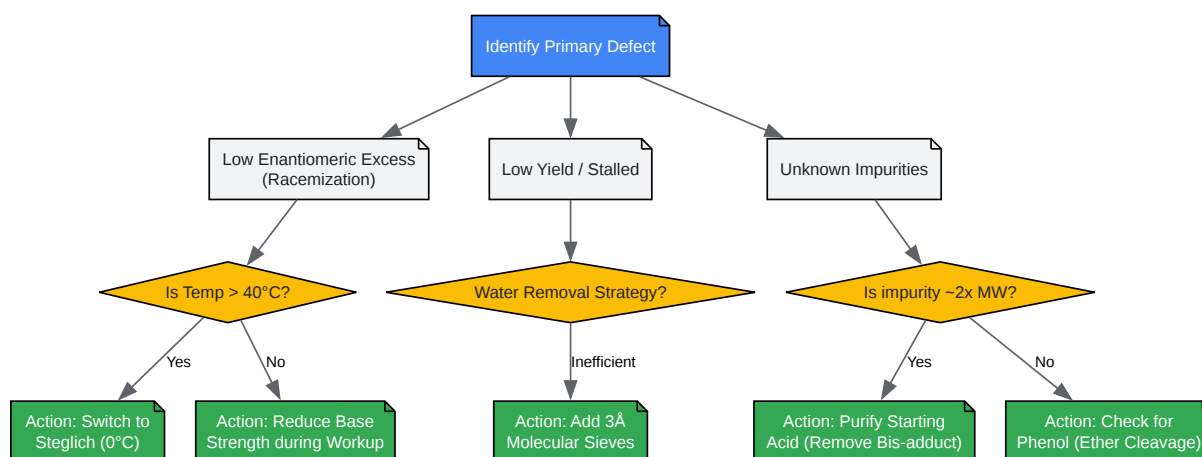 Identify Primary Defect
Low Enantiomeric Excess
(Racemization)
Low Yield / Stalled
Unknown Impurities
Is Temp > 40°C?
Water Removal Strategy?
Is impurity ~2x MW?
Yes
No
Inefficient
Yes
No
Action: Switch to
Steglich (0°C)
Action: Reduce Base
Strength during Workup
Action: Add 3Å
Molecular Sieves
Action: Purify Starting
Acid (Remove Bis-adduct)
Action: Check for
Phenol (Ether Cleavage)